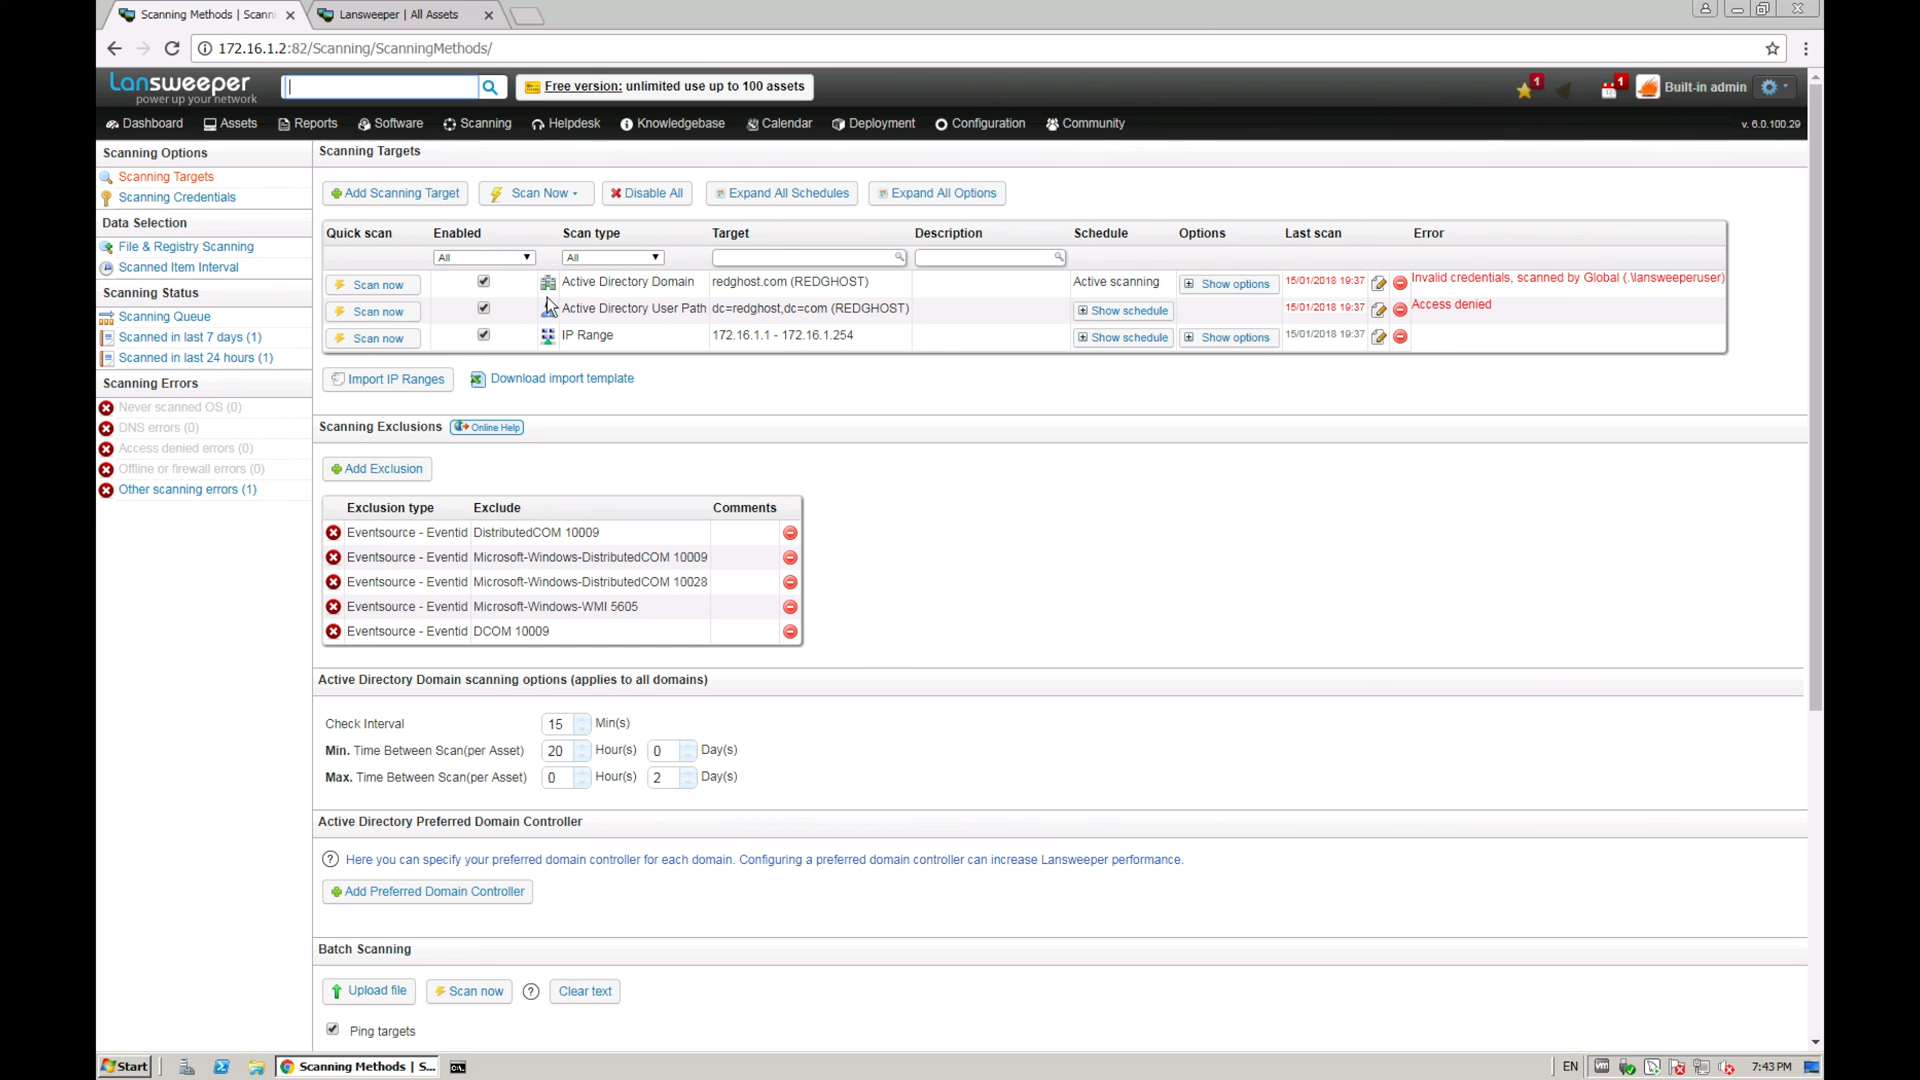 Scanning Methods | Scanni
Lansweeper | All Assets
172.16.1.2:82/Scanning/ScanningMethods/
Lansweeper
power up your network
Free version: unlimited use up to 100 assets
1
1
Built-in admin
Dashboard Assets Reports Software Scanning Helpdesk Knowledgebase Calendar Deployment Configuration Community
v. 6.0.100.29
Scanning Options
Scanning Targets
Scanning Credentials
Data Selection
File & Registry Scanning
Scanned Item Interval
Scanning Status
Scanning Queue
Scanned in last 7 days (1)
Scanned in last 24 hours (1)
Scanning Errors
Never scanned OS (0)
DNS errors (0)
Access denied errors (0)
Offline or firewall errors (0)
Other scanning errors (1)
Scanning Targets
Add Scanning Target Scan Now Disable All Expand All Schedules Expand All Options
Quick scan Enabled Scan type Target Description Schedule Options Last scan Error
All All
Scan now Active Directory Domain redghost.com (REDGHOST) Active scanning Show options 15/01/2018 19:37 Invalid credentials, scanned by Global (.\lansweeperuser)
Scan now Active Directory User Path dc=redghost,dc=com (REDGHOST) Show schedule 15/01/2018 19:37 Access denied
Scan now IP Range 172.16.1.1 - 172.16.1.254 Show schedule Show options 15/01/2018 19:37
Import IP Ranges Download import template
Scanning Exclusions Online Help
Add Exclusion
Exclusion type Exclude Comments
Eventsource - Eventid DistributedCOM 10009
Eventsource - Eventid Microsoft-Windows-DistributedCOM 10009
Eventsource - Eventid Microsoft-Windows-DistributedCOM 10028
Eventsource - Eventid Microsoft-Windows-WMI 5605
Eventsource - Eventid DCOM 10009
Active Directory Domain scanning options (applies to all domains)
Check Interval 15 Min(s)
Min. Time Between Scan(per Asset) 20 Hour(s) 0 Day(s)
Max. Time Between Scan(per Asset) 0 Hour(s) 2 Day(s)
Active Directory Preferred Domain Controller
? Here you can specify your preferred domain controller for each domain. Configuring a preferred domain controller can increase Lansweeper performance.
Add Preferred Domain Controller
Batch Scanning
Upload file Scan now ? Clear text
Ping targets
Start
Scanning Methods | S...
EN
7:43 PM